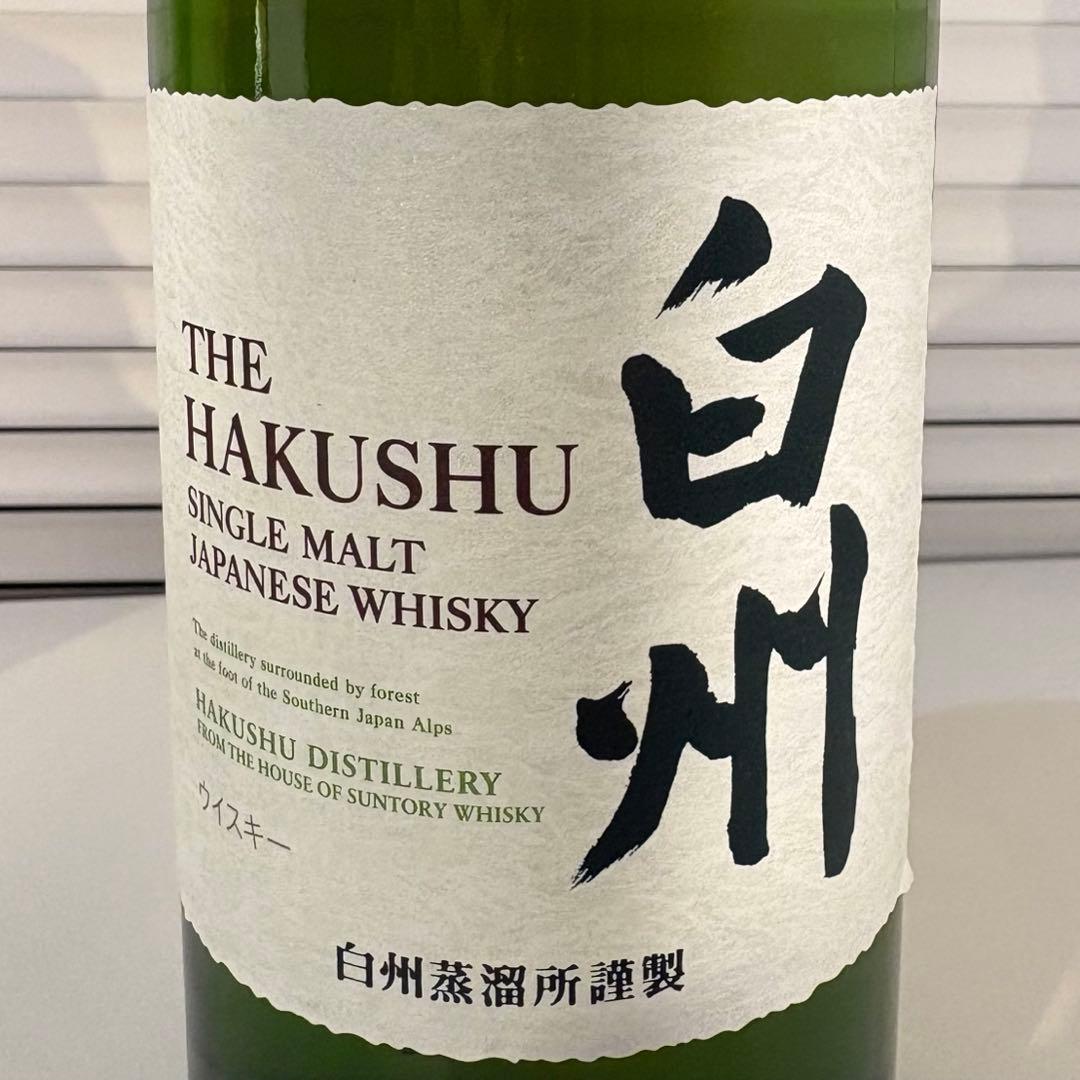 THE
HAKUSHU
SINGLE MALT
JAPANESE WHISKY
The distillery surrounded by forest
at the foot of the Southern Japan Alps
HAKUSHU DISTILLERY
FROM THE HOUSE OF SUNTORY WHISKY
ウイスキー
白州
白州蒸溜所謹製